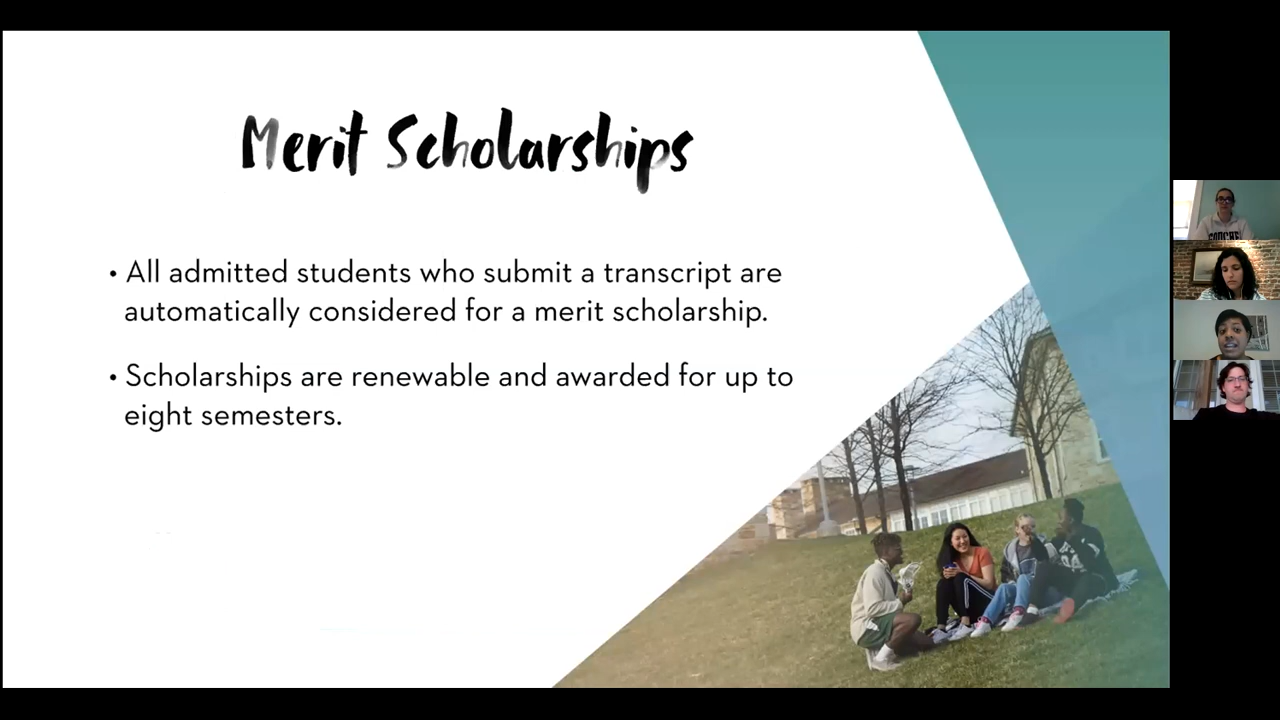 Merit Scholarships
• All admitted students who submit a transcript are
automatically considered for a merit scholarship.
• Scholarships are renewable and awarded for up to
eight semesters.